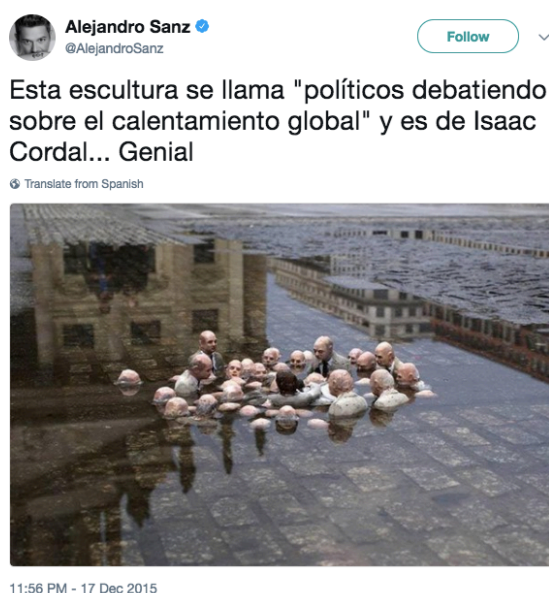 Alejandro Sanz
@AlejandroSanz
Follow
Esta escultura se llama "políticos debatiendo
sobre el calentamiento global" y es de Isaac
Cordal... Genial
Translate from Spanish
11:56 PM - 17 Dec 2015